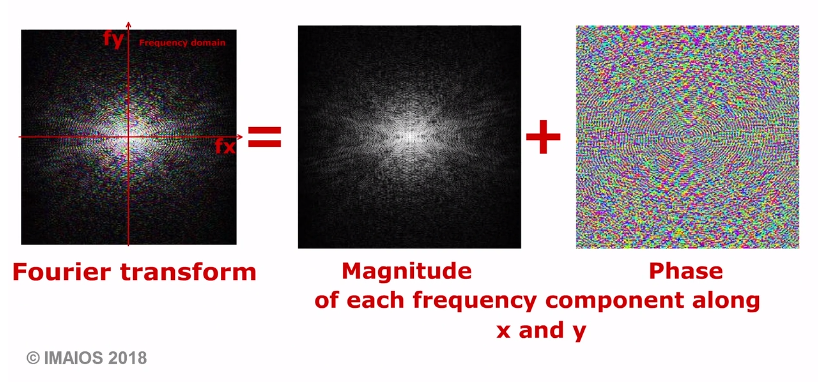 fy
Frequency domain
fx
=
+
Fourier transform
Magnitude
Phase
of each frequency component along
x and y
© IMAIOS 2018